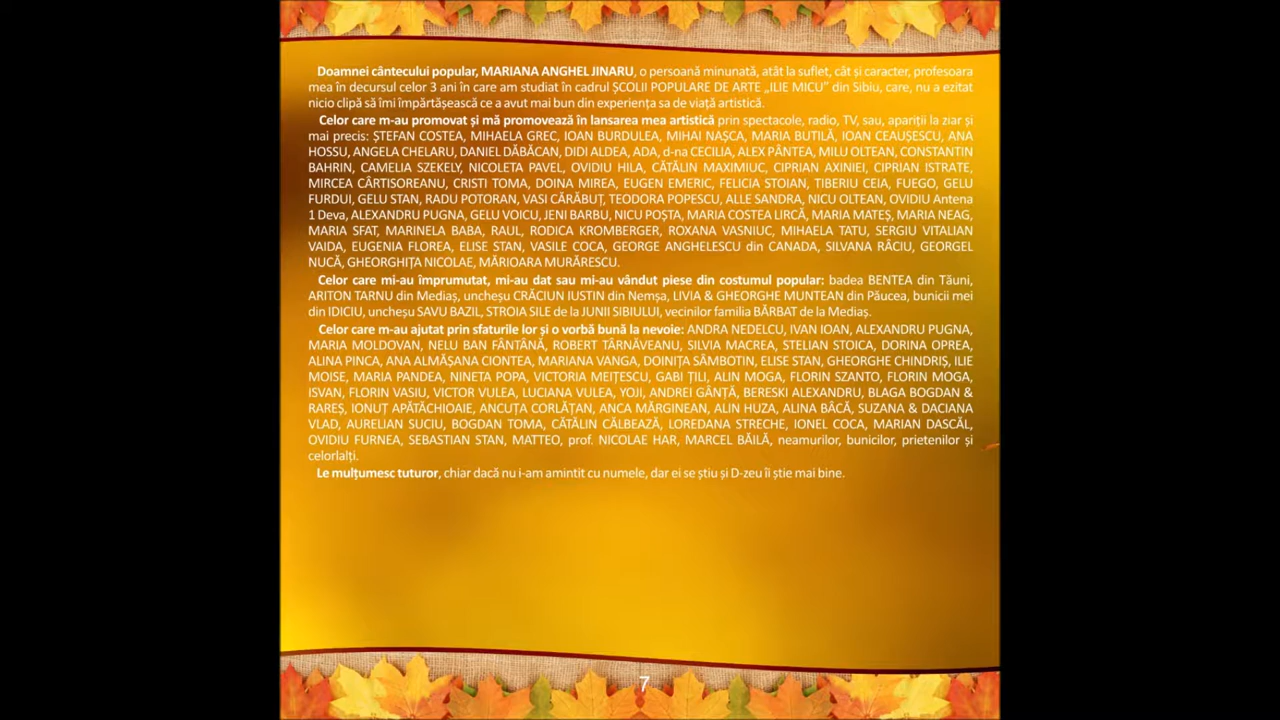 Doamnei cântecului popular, MARIANA ANGHEL JINARU, o persoană minunată, atât la suflet, cât și caracter, profesoara
mea în decursul celor 3 ani în care am studiat în cadrul ȘCOLII POPULARE DE ARTE „ILIE MICU” din Sibiu, care, nu a ezitat
nicio clipă să îmi împărtășească ce a avut mai bun din experiența sa de viață artistică.
Celor care m-au promovat și mă promovează în lansarea mea artistică prin spectacole, radio, TV, sau, apariții la ziar și
mai precis: ȘTEFAN COSTEA, MIHAELA GREC, IOAN BURDULEA, MIHAI NAȘCA, MARIA BUTILĂ, IOAN CEAUȘESCU, ANA
HOSSU, ANGELA CHELARU, DANIEL DĂBĂCAN, DIDI ALDEA, ADA, d-na CECILIA, ALEX PÂNTEA, MILU OLTEAN, CONSTANTIN
BAHRIN, CAMELIA SZEKELY, NICOLETA PAVEL, OVIDIU HILA, CĂTĂLIN MAXIMIUC, CIPRIAN AXINIEI, CIPRIAN ISTRATE,
MIRCEA CÂRTISOREANU, CRISTI TOMA, DOINA MIREA, EUGEN EMERIC, FELICIA STOIAN, TIBERIU CEIA, FUEGO, GELU
FURDUI, GELU STAN, RADU POTORAN, VASI CĂRĂBUȚ, TEODORA POPESCU, ALLE SANDRA, NICU OLTEAN, OVIDIU Antena
1 Deva, ALEXANDRU PUGNA, GELU VOICU, JENI BARBU, NICU POȘTA, MARIA COSTEA LIRCĂ, MARIA MATEȘ, MARIA NEAG,
MARIA SFAT, MARINELA BABA, RAUL, RODICA KROMBERGER, ROXANA VASNIUC, MIHAELA TATU, SERGIU VITALIAN
VAIDA, EUGENIA FLOREA, ELISE STAN, VASILE COCA, GEORGE ANGHELESCU din CANADA, SILVANA RÂCIU, GEORGEL
NUCĂ, GHEORGHIȚA NICOLAE, MĂRIOARA MURĂRESCU.
Celor care mi-au împrumutat, mi-au dat sau mi-au vândut piese din costumul popular: badea BENTEA din Tăuni,
ARITON TARNU din Mediaș, uncheșu CRĂCIUN IUSTIN din Nemșa, LIVIA & GHEORGHE MUNTEAN din Păucea, bunicii mei
din IDICIU, uncheșu SAVU BAZIL, STROIA SILE de la JUNII SIBIULUI, vecinilor familia BĂRBAT de la Mediaș.
Celor care m-au ajutat prin sfaturile lor și o vorbă bună la nevoie: ANDRA NEDELCU, IVAN IOAN, ALEXANDRU PUGNA,
MARIA MOLDOVAN, NELU BAN FÂNTÂNĂ, ROBERT TÂRNĂVEANU, SILVIA MACREA, STELIAN STOICA, DORINA OPREA,
ALINA PINCA, ANA ALMĂȘANA CIONTEA, MARIANA VANGA, DOINIȚA SÂMBOTIN, ELISE STAN, GHEORGHE CHINDRIȘ, ILIE
MOISE, MARIA PANDEA, NINETA POPA, VICTORIA MEIȚESCU, GABI ȚILI, ALIN MOGA, FLORIN SZANTO, FLORIN MOGA,
ISVAN, FLORIN VASIU, VICTOR VULEA, LUCIANA VULEA, YOJI, ANDREI GÂNȚĂ, BERESKI ALEXANDRU, BLAGA BOGDAN &
RAREȘ, IONUȚ APĂTĂCHIOAIE, ANCUȚA CORLĂȚAN, ANCA MĂRGINEAN, ALIN HUZA, ALINA BÂCĂ, SUZANA & DACIANA
VLAD, AURELIAN SUCIU, BOGDAN TOMA, CĂTĂLIN CĂLBEAZĂ, LOREDANA STRECHE, IONEL COCA, MARIAN DASCĂL,
OVIDIU FURNEA, SEBASTIAN STAN, MATTEO, prof. NICOLAE HAR, MARCEL BĂILĂ, neamurilor, bunicilor, prietenilor și
celorlalți.
Le mulțumesc tuturor, chiar dacă nu i-am amintit cu numele, dar ei se știu și D-zeu îi știe mai bine.
7